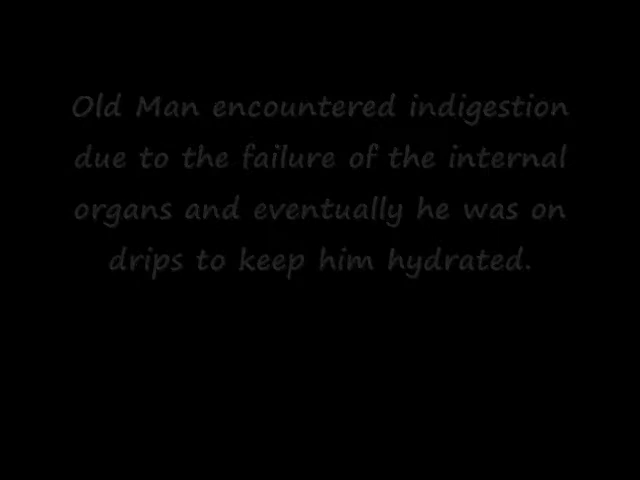 Old Man encountered indigestion
due to the failure of the internal
organs and eventually he was on
drips to keep him hydrated.